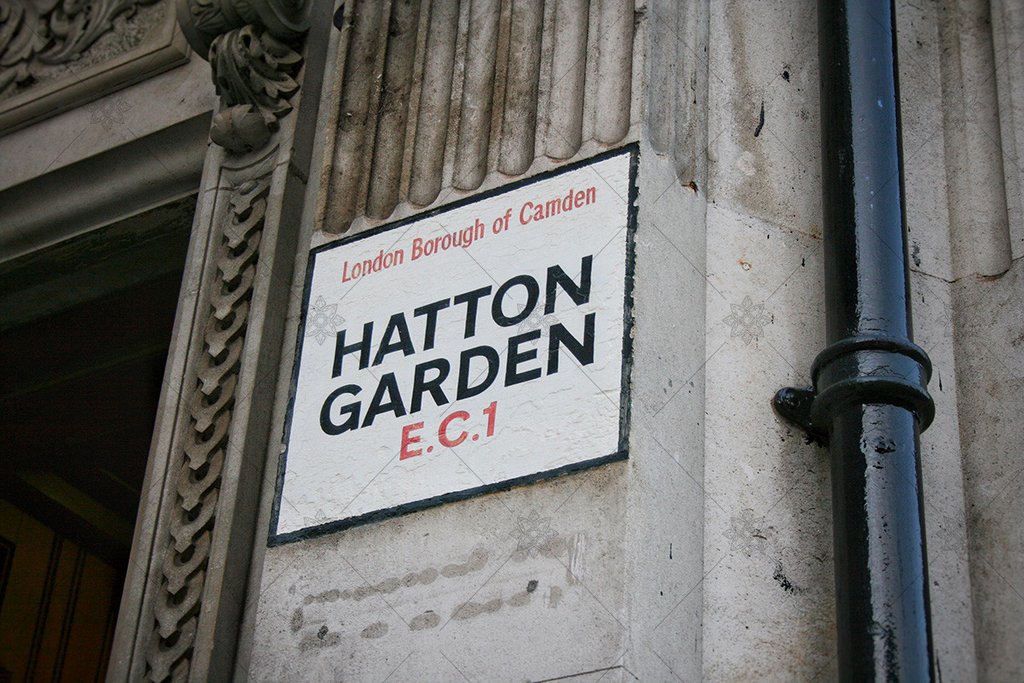 London Borough of Camden
HATTON
GARDEN
E.C.1